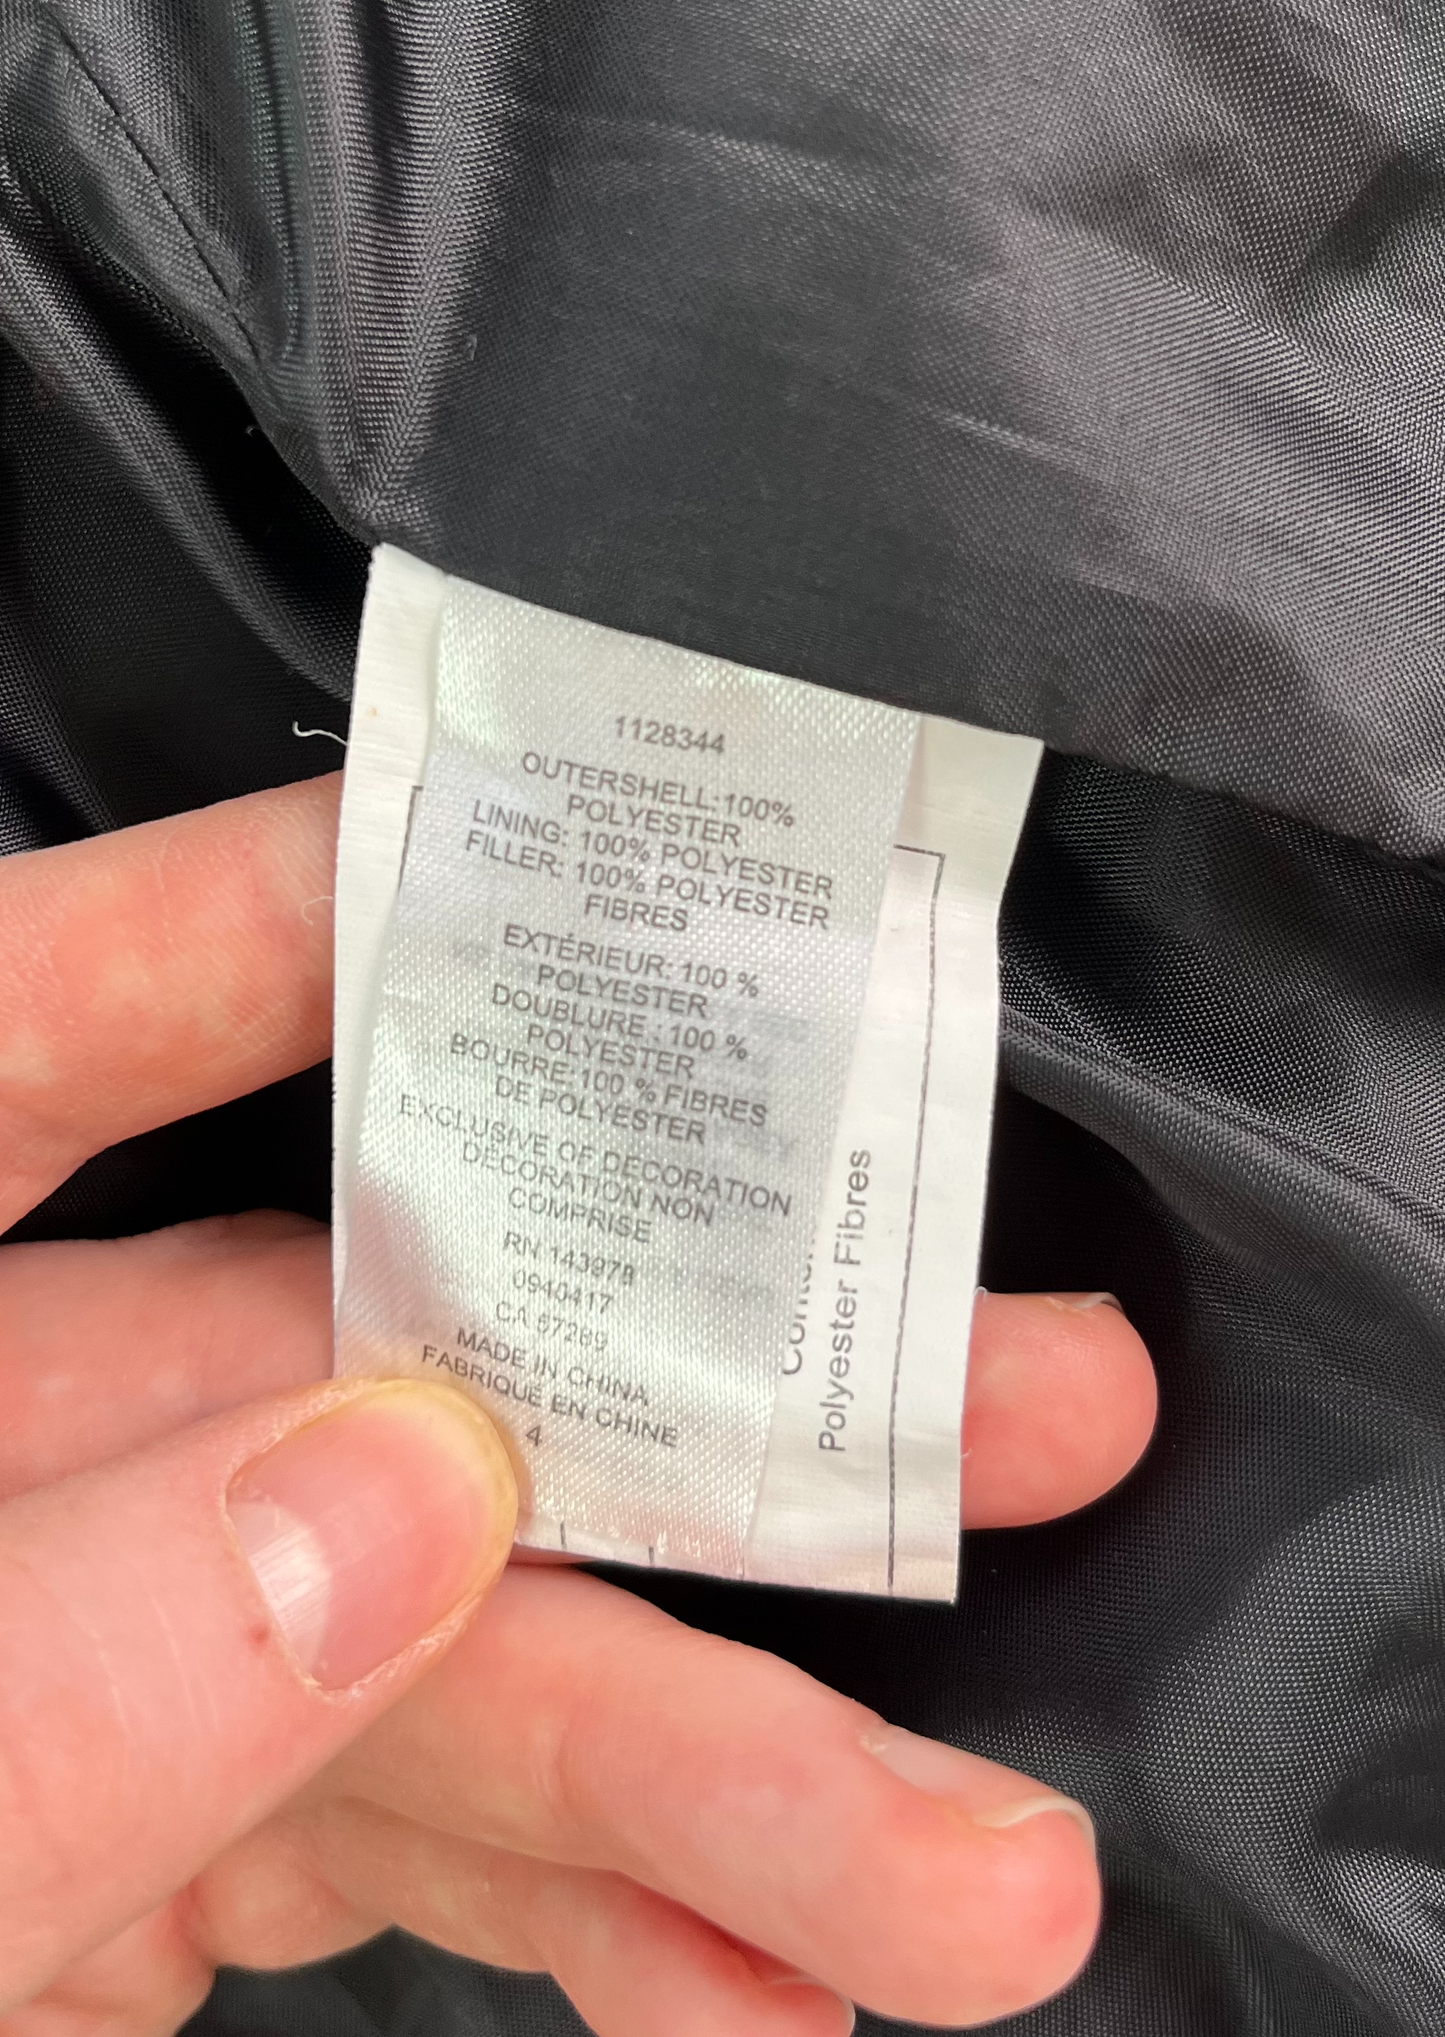 1128344
OUTERSHELL:100%
POLYESTER
LINING: 100% POLYESTER
FILLER: 100% POLYESTER
FIBRES
EXTÉRIEUR: 100 %
POLYESTER
DOUBLURE : 100 %
POLYESTER
BOURRE:100 % FIBRES
DE POLYESTER
EXCLUSIVE OF DECORATION
DÉCORATION NON
COMPRISE
RN 143978
0940417
CA 57289
MADE IN CHINA
FABRIQUÉ EN CHINE
4
Polyester Fibres